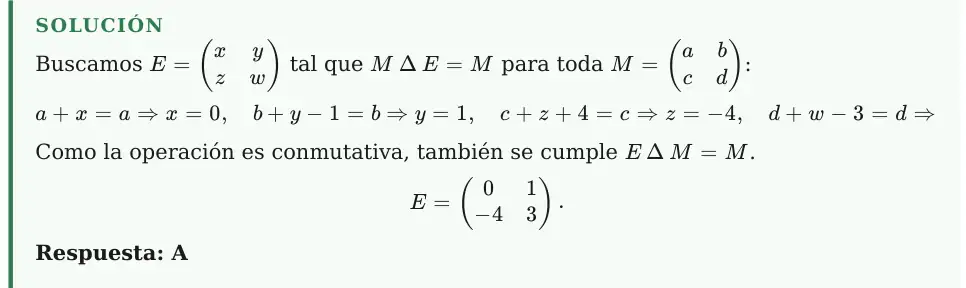 SOLUCIÓN
Buscamos E = (x y; z w) tal que M Δ E = M para toda M = (a b; c d):
a + x = a ⇒ x = 0, b + y − 1 = b ⇒ y = 1, c + z + 4 = c ⇒ z = −4, d + w − 3 = d ⇒
Como la operación es conmutativa, también se cumple E Δ M = M.
E = (0 1; −4 3).
Respuesta: A